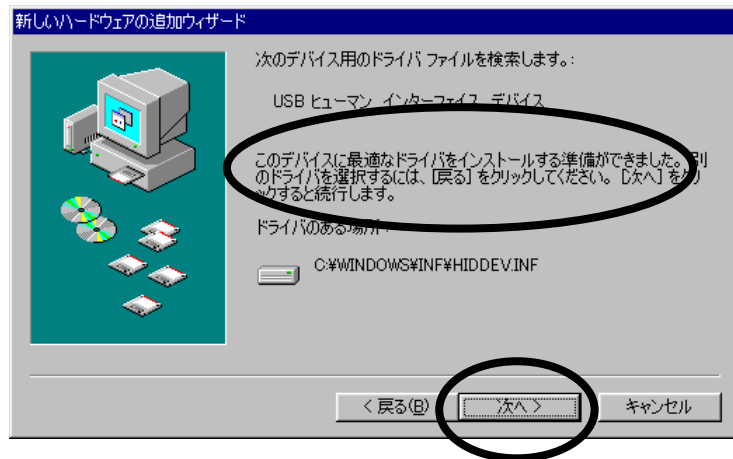 新しいハードウェアの追加ウィザード
次のデバイス用のドライバ ファイルを検索します。:
USB ヒューマン インターフェイス デバイス
このデバイスに最適なドライバをインストールする準備ができました。別
のドライバを選択するには、[戻る] をクリックしてください。[次へ] をクリ
ックすると続行します。
ドライバのある場所:
C:¥WINDOWS¥INF¥HIDDEV.INF
< 戻る(B)
次へ >
キャンセル